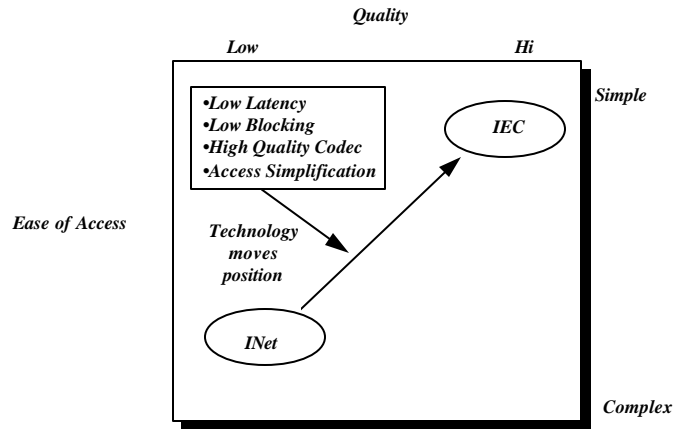 Quality
Low Hi
Simple
•Low Latency
•Low Blocking
•High Quality Codec
•Access Simplification
IEC
Ease of Access
Technology
moves
position
INet
Complex